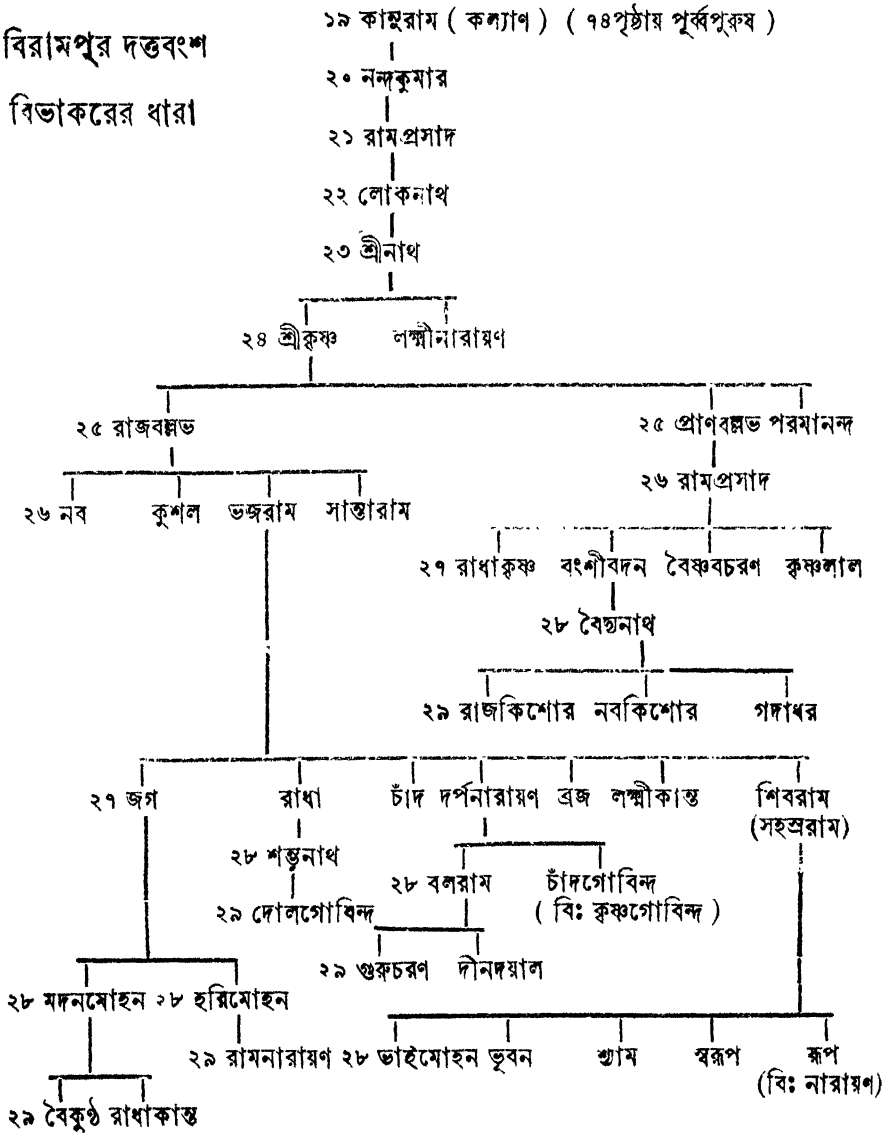 ১৯ কানুরাম ( কল্যাণ ) ( ৭৪পৃষ্ঠায় পূর্ব্বপুরুষ )
বিরামপুর দত্তবংশ
২০ নন্দকুমার
বিভাকরের ধারা
২১ রামপ্রসাদ
২২ লোকনাথ
২৩ শ্রীনাথ
২৪ শ্রীকৃষ্ণ লক্ষ্মীনারায়ণ
২৫ রাজবল্লভ ২৫ প্রাণবল্লভ পরমানন্দ
২৬ রামপ্রসাদ
২৬ নব কুশল ভজরাম সান্তারাম
২৭ রাধাকৃষ্ণ বংশীবদন বৈষ্ণবচরণ কৃষ্ণলাল
২৮ বৈদ্যনাথ
২৯ রাজকিশোর নবকিশোর গদাধর
২৭ জগ রাধা চাঁদ দর্পনারায়ণ ব্রজ লক্ষ্মীকান্ত শিবরাম
(সহস্ররাম)
২৮ শম্ভুনাথ
২৮ বলরাম চাঁদগোবিন্দ
২৯ দোলগোবিন্দ ( বিঃ কৃষ্ণগোবিন্দ )
২৯ গুরুচরণ দীনদয়াল
২৮ মদনমোহন ২৮ হরিমোহন
২৯ রামনারায়ণ ২৮ ভাইমোহন ভূবন শ্যাম স্বরূপ রূপ
(বিঃ নারায়ণ)
২৯ বৈকুণ্ঠ রাধাকান্ত